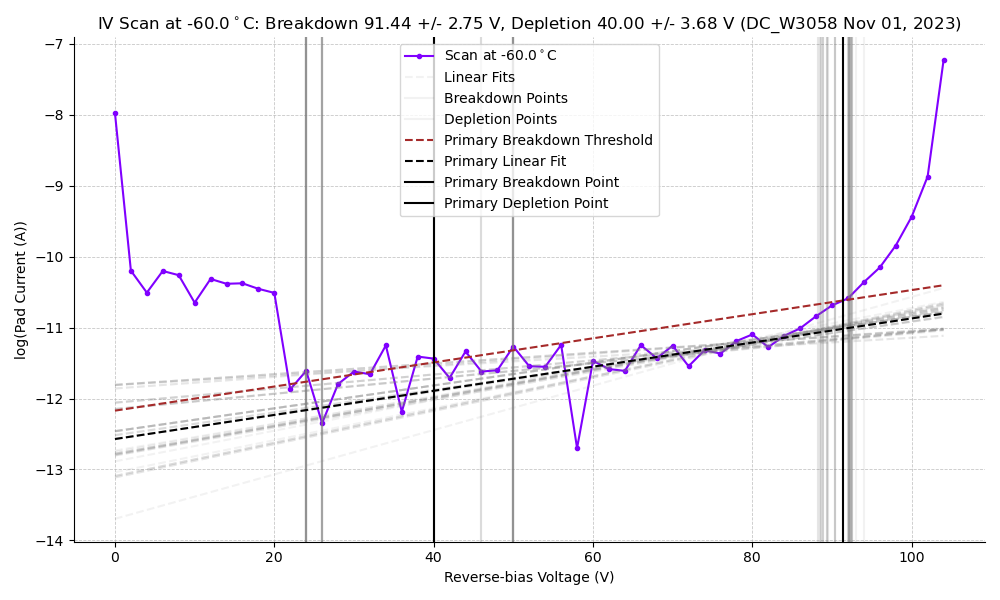 IV Scan at -60.0°C: Breakdown 91.44 +/- 2.75 V, Depletion 40.00 +/- 3.68 V (DC_W3058 Nov 01, 2023)
Scan at -60.0°C
Linear Fits
Breakdown Points
Depletion Points
Primary Breakdown Threshold
Primary Linear Fit
Primary Breakdown Point
Primary Depletion Point
log(Pad Current (A))
−7
−8
−9
−10
−11
−12
−13
−14
0
20
40
60
80
100
Reverse-bias Voltage (V)